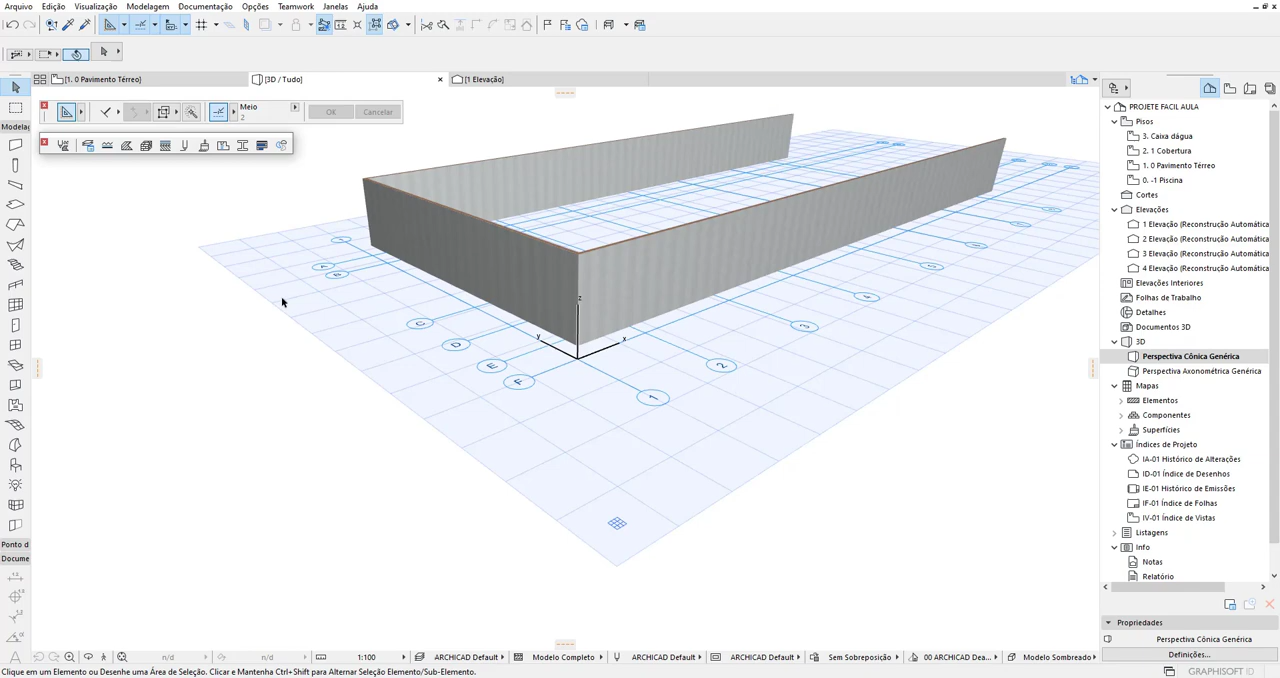 Arquivo Edição Visualização Modelagem Documentação Opções Teamwork Janelas Ajuda
[1. 0 Pavimento Térreo] [3D / Tudo] [1 Elevação]
Meio
2
OK Cancelar
Modela
Ponto d
Docume
PROJETE FACIL AULA
Pisos
3. Caixa dágua
2. 1 Cobertura
1. 0 Pavimento Térreo
0. -1 Piscina
Cortes
Elevações
1 Elevação (Reconstrução Automática
2 Elevação (Reconstrução Automática
3 Elevação (Reconstrução Automática
4 Elevação (Reconstrução Automática
Elevações Interiores
Folhas de Trabalho
Detalhes
Documentos 3D
3D
Perspectiva Cônica Genérica
Perspectiva Axonométrica Genérica
Mapas
Elementos
Componentes
Superfícies
Índices de Projeto
IA-01 Histórico de Alterações
ID-01 Índice de Desenhos
IE-01 Histórico de Emissões
IF-01 Índice de Folhas
IV-01 Índice de Vistas
Listagens
Info
Notas
Relatório
Propriedades
Perspectiva Cônica Genérica
Definições...
A
B
C
D
E
F
1
2
3
4
x
y
z
n/d n/d 1:100 ARCHICAD Default Modelo Completo ARCHICAD Default ARCHICAD Default Sem Sobreposição 00 ARCHICAD Dea... Modelo Sombreado
Clique em um Elemento ou Desenhe uma Área de Seleção. Clicar e Mantenha Ctrl+Shift para Alternar Seleção Elemento/Sub-Elemento.
GRAPHISOFT ID